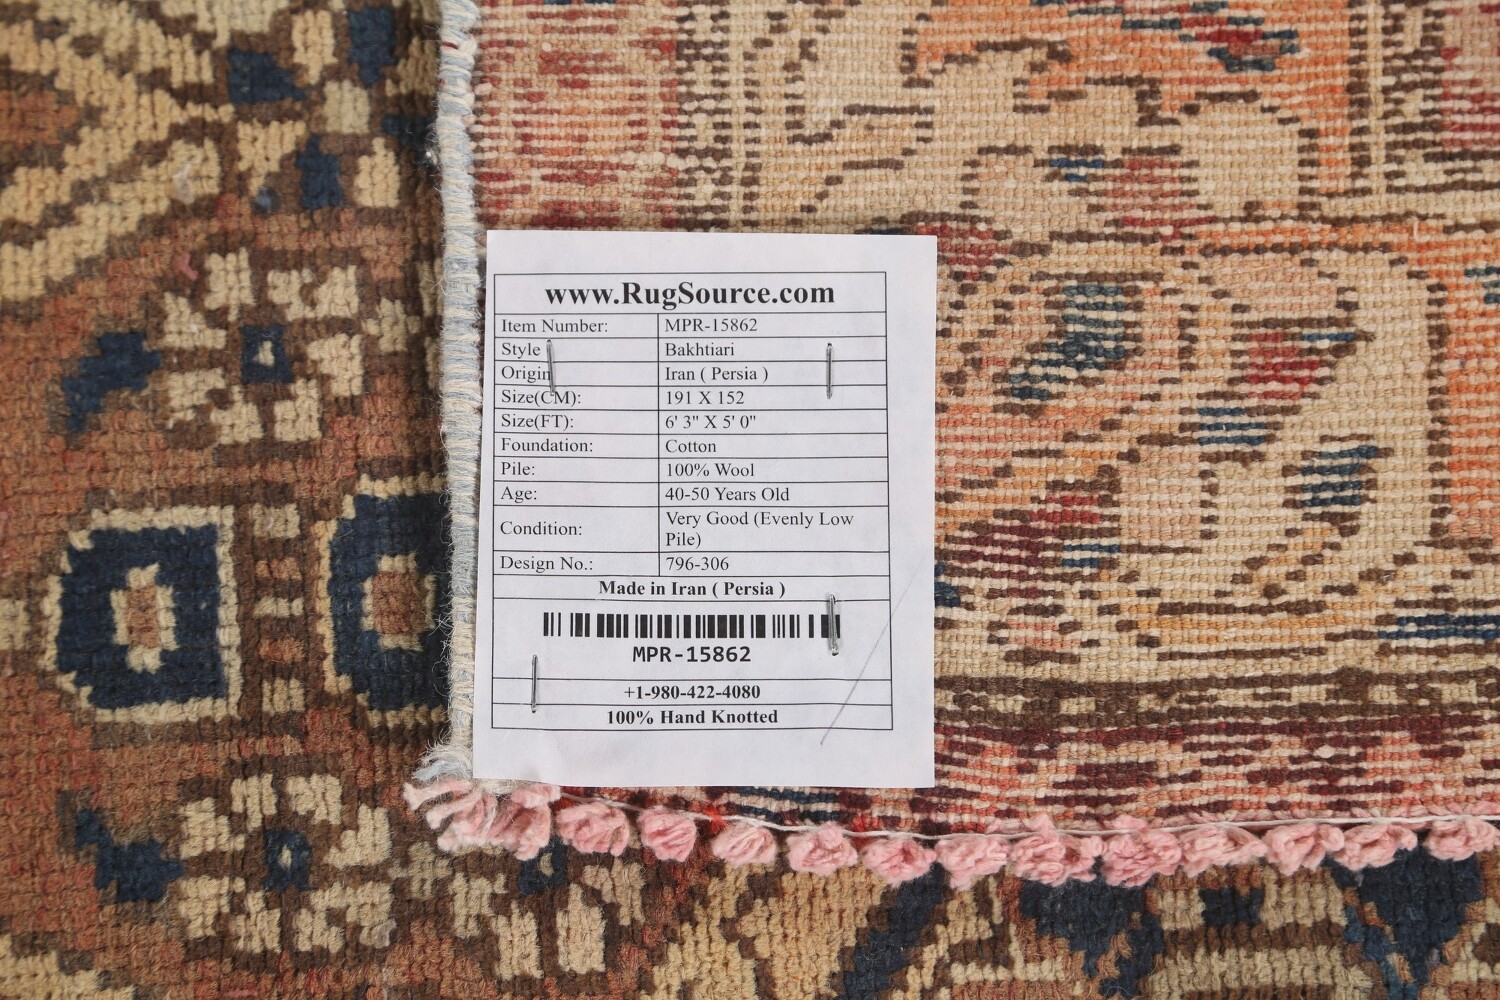 www.RugSource.com
Item Number: MPR-15862
Style Bakhtiari
Origin Iran ( Persia )
Size(CM): 191 X 152
Size(FT): 6' 3" X 5' 0"
Foundation: Cotton
Pile: 100% Wool
Age: 40-50 Years Old
Condition: Very Good (Evenly Low
Pile)
Design No.: 796-306
Made in Iran ( Persia )
MPR-15862
+1-980-422-4080
100% Hand Knotted